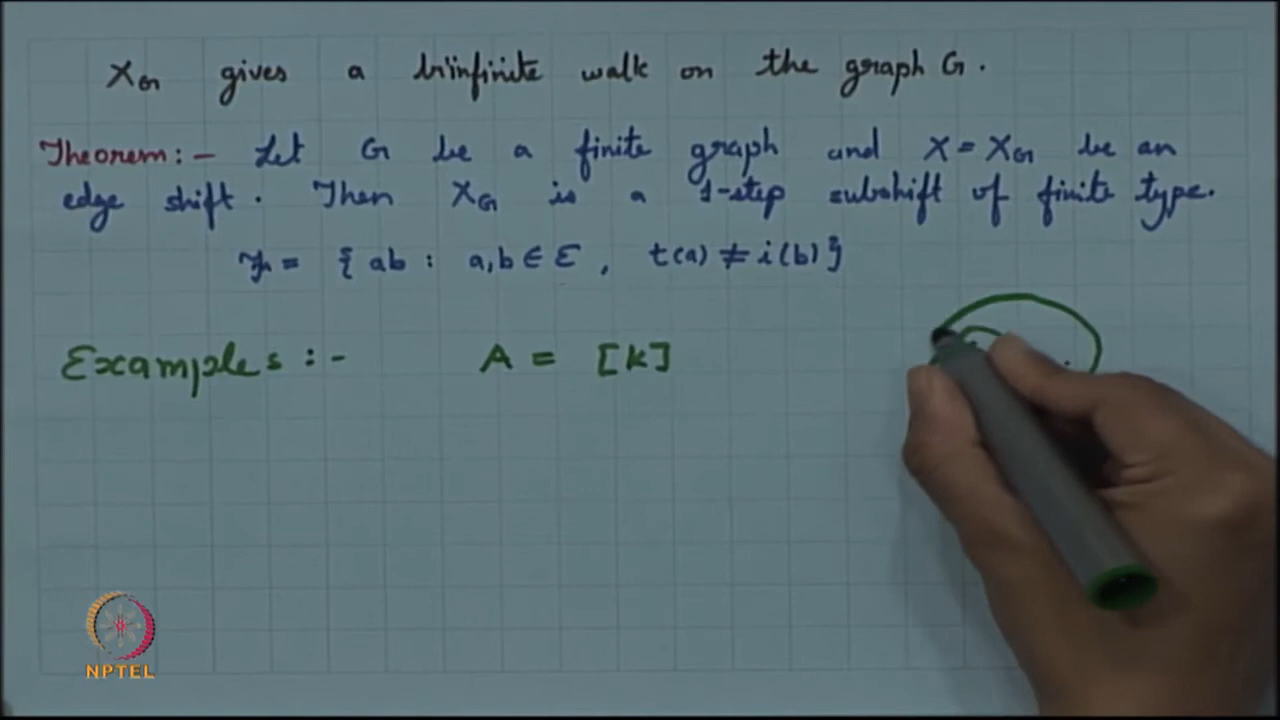 X_G gives a bi'infinite walk on the graph G.
Theorem:- Let G be a finite graph and X = X_G be an
edge shift. Then X_G is a 1-step subshift of finite type.
ℱ = { ab : a,b ∈ ℰ, t(a) ≠ i(b) }
Examples:- A = [k]
NPTEL